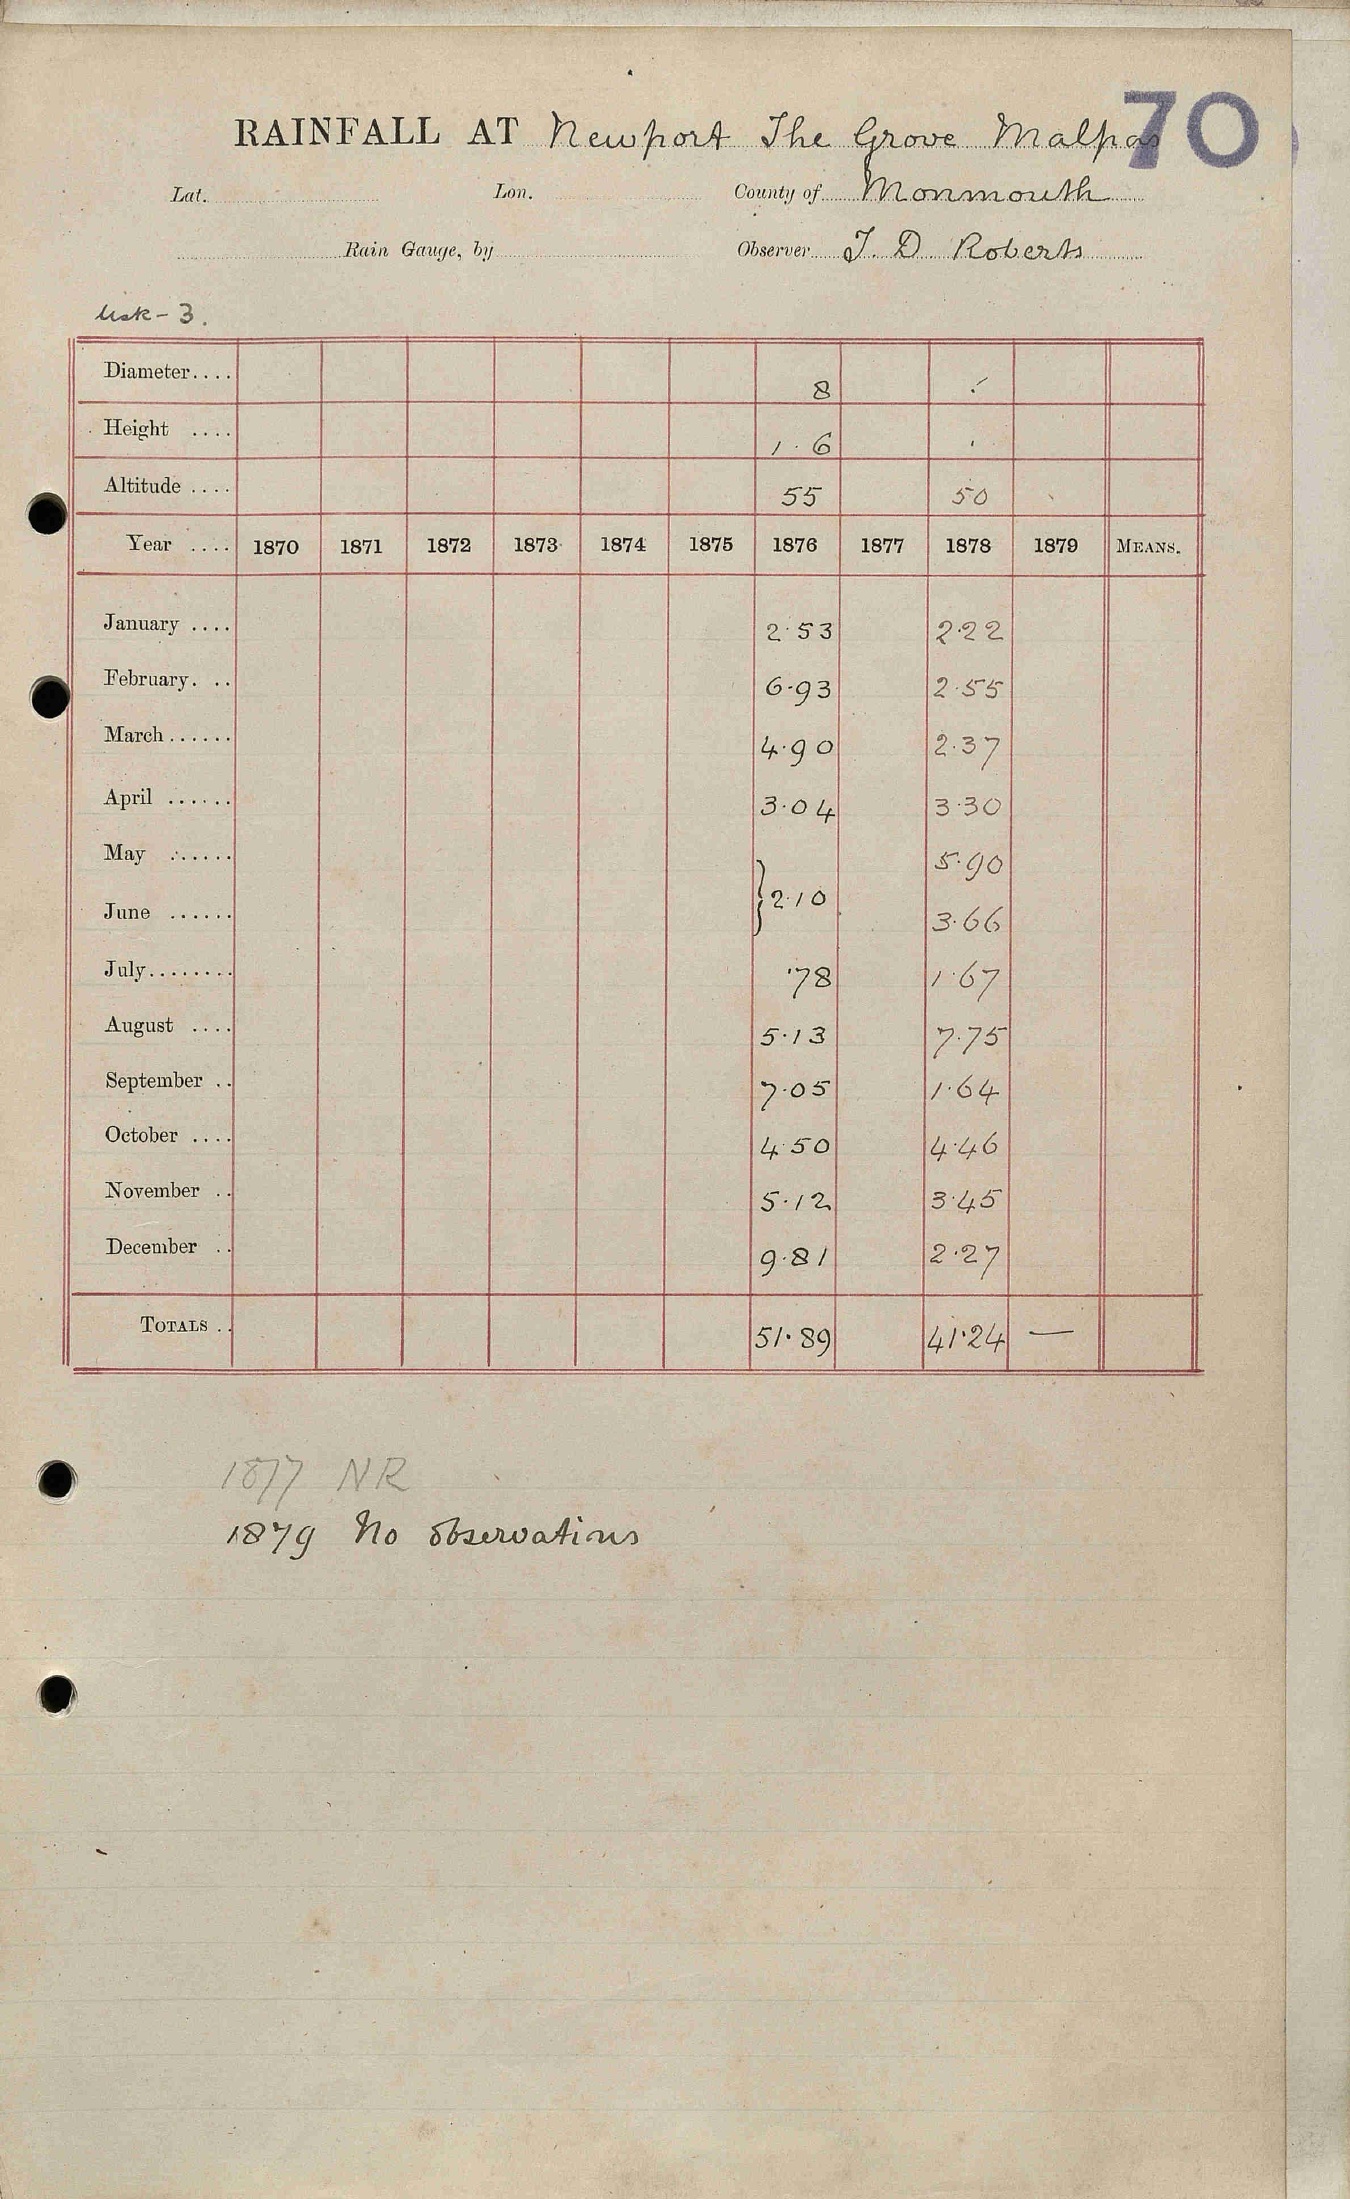 70
RAINFALL AT Newport The Grove Malpas
Lat. Lon. County of Monmouth
Rain Gauge, by Observer T. D Roberts
Usk - 3.
Diameter.... 8
Height .... 1.6
Altitude .... 55 50
Year .... 1870 1871 1872 1873 1874 1875 1876 1877 1878 1879 MEANS.
January .... 2.53 2.22
February. .. 6.93 2.55
March...... 4.90 2.37
April ...... 3.04 3.30
May ...... 5.90
} 2.10
June ...... 3.66
July........ .78 1.67
August .... 5.13 7.75
September .. 7.05 1.64
October .... 4.50 4.46
November .. 5.12 3.45
December .. 9.81 2.27
TOTALS .. 51.89 41.24 —
1877 NR
1879 No observations